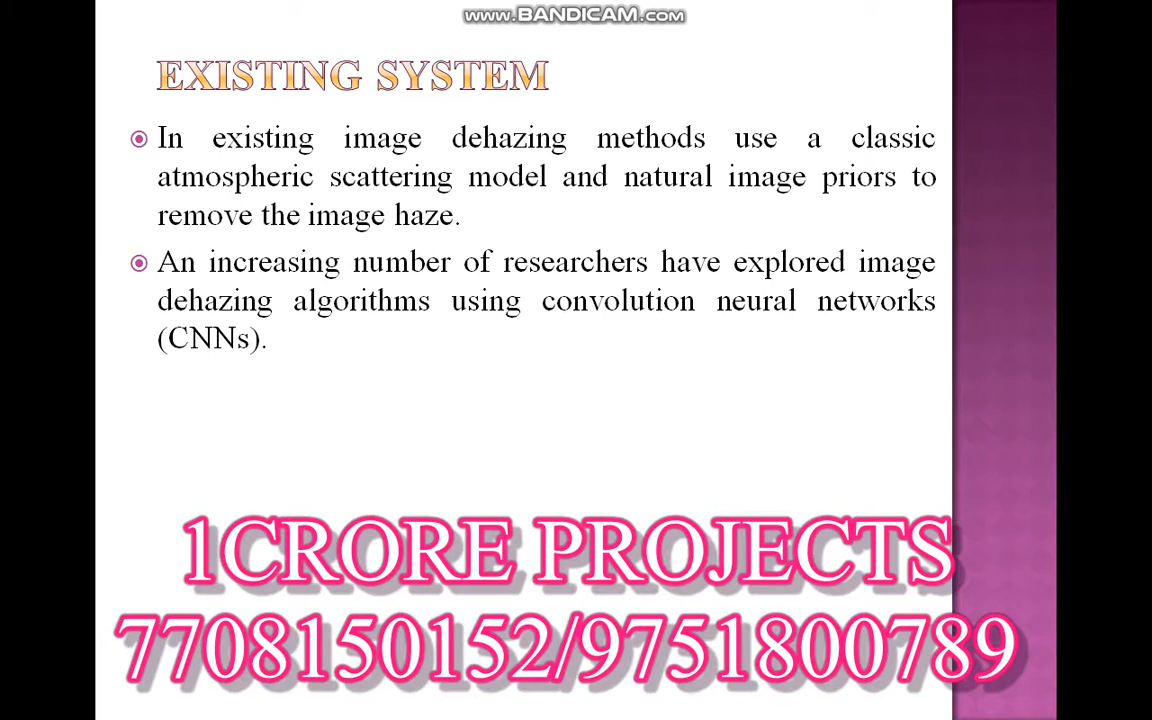 www.BANDICAM.com
EXISTING SYSTEM
In existing image dehazing methods use a classic
atmospheric scattering model and natural image priors to
remove the image haze.
An increasing number of researchers have explored image
dehazing algorithms using convolution neural networks
(CNNs).
1CRORE PROJECTS
7708150152/9751800789